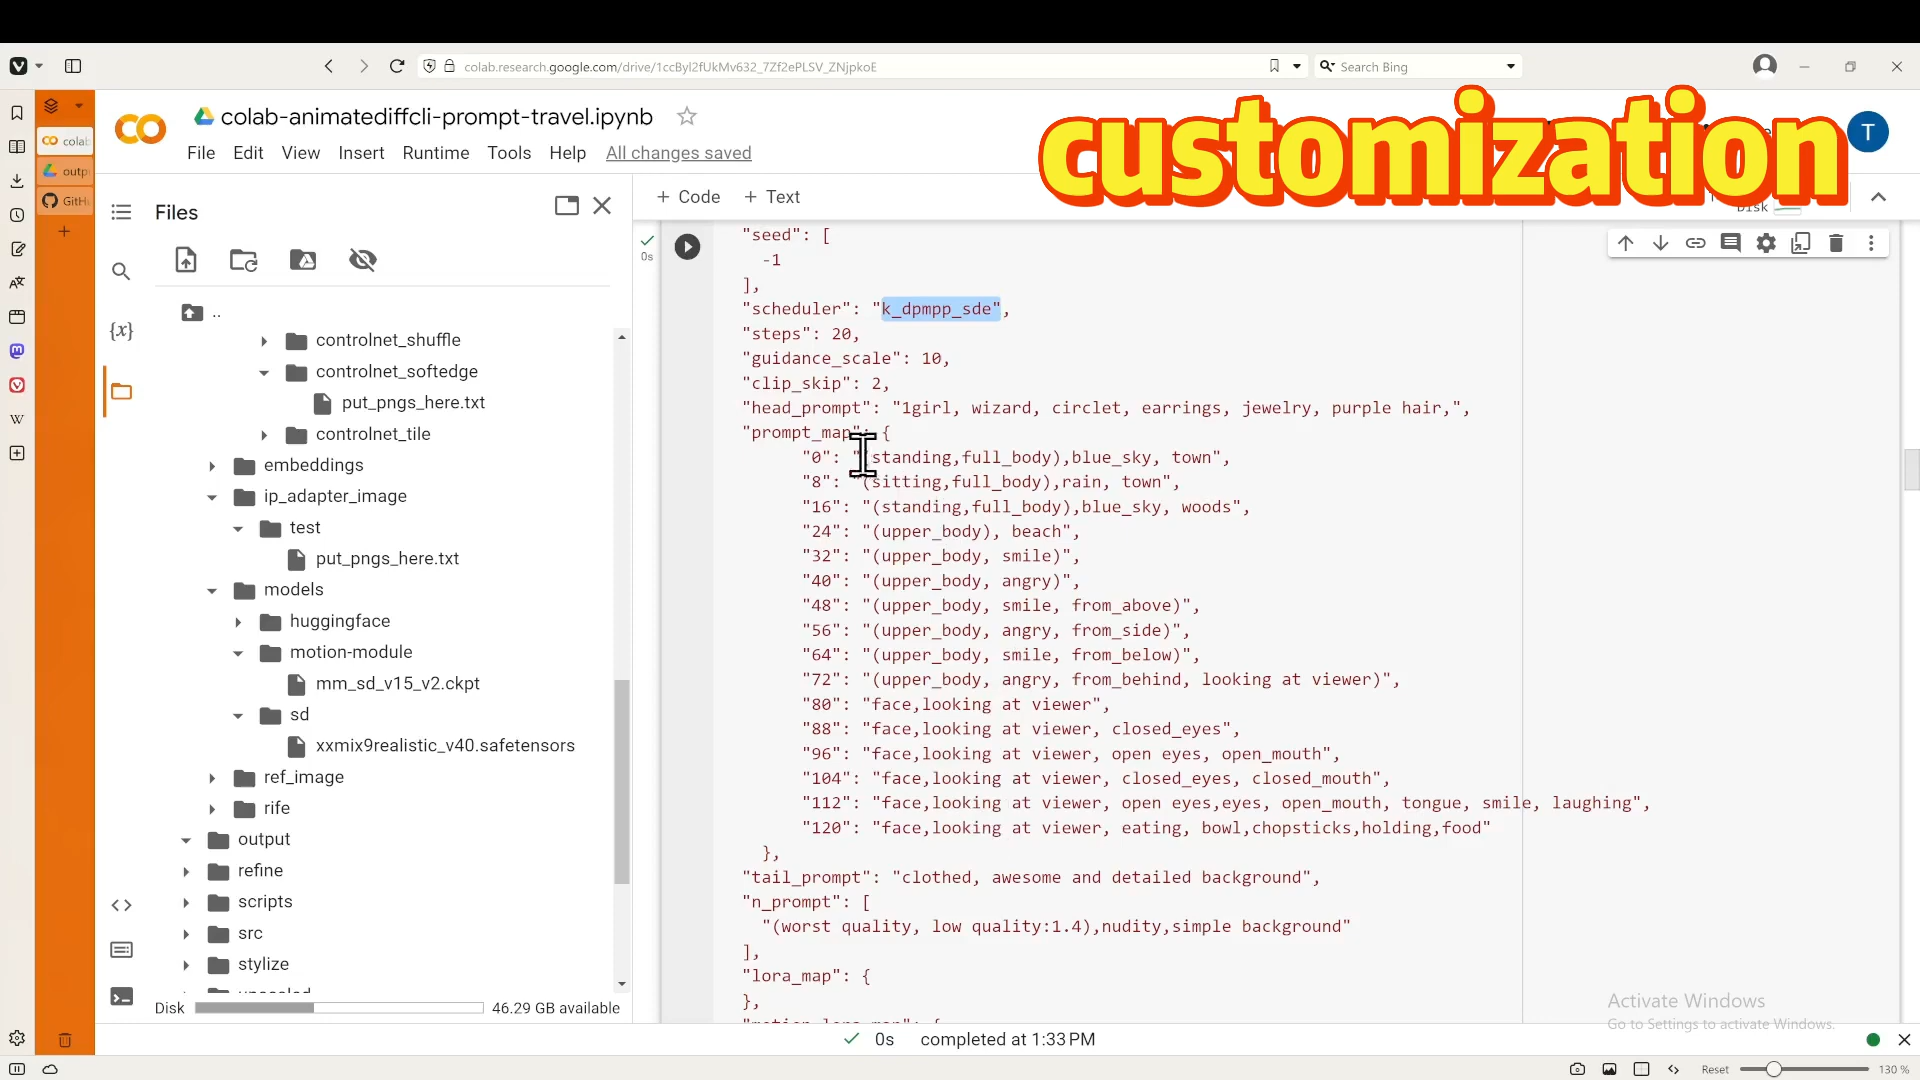 colab.research.google.com/drive/1ccByl2fUkMv632_7Zf2ePLSV_ZNjpkoE
Search Bing
colab-animatediffcli-prompt-travel.ipynb
customization
T
File Edit View Insert Runtime Tools Help All changes saved
colab
outp
GitHu
Files
+ Code + Text
Disk
..
controlnet_shuffle
controlnet_softedge
put_pngs_here.txt
controlnet_tile
embeddings
ip_adapter_image
test
put_pngs_here.txt
models
huggingface
motion-module
mm_sd_v15_v2.ckpt
sd
xxmix9realistic_v40.safetensors
ref_image
rife
output
refine
scripts
src
stylize
Disk 46.29 GB available
0s
"seed": [
-1
],
"scheduler": "k_dpmpp_sde",
"steps": 20,
"guidance_scale": 10,
"clip_skip": 2,
"head_prompt": "1girl, wizard, circlet, earrings, jewelry, purple hair,",
"prompt_map": {
"0": "(standing,full_body),blue_sky, town",
"8": "(sitting,full_body),rain, town",
"16": "(standing,full_body),blue_sky, woods",
"24": "(upper_body), beach",
"32": "(upper_body, smile)",
"40": "(upper_body, angry)",
"48": "(upper_body, smile, from_above)",
"56": "(upper_body, angry, from_side)",
"64": "(upper_body, smile, from_below)",
"72": "(upper_body, angry, from_behind, looking at viewer)",
"80": "face,looking at viewer",
"88": "face,looking at viewer, closed_eyes",
"96": "face,looking at viewer, open eyes, open_mouth",
"104": "face,looking at viewer, closed_eyes, closed_mouth",
"112": "face,looking at viewer, open eyes,eyes, open_mouth, tongue, smile, laughing",
"120": "face,looking at viewer, eating, bowl,chopsticks,holding,food"
},
"tail_prompt": "clothed, awesome and detailed background",
"n_prompt": [
"(worst quality, low quality:1.4),nudity,simple background"
],
"lora_map": {
},
Activate Windows
Go to Settings to activate Windows.
0s completed at 1:33 PM
Reset 130 %